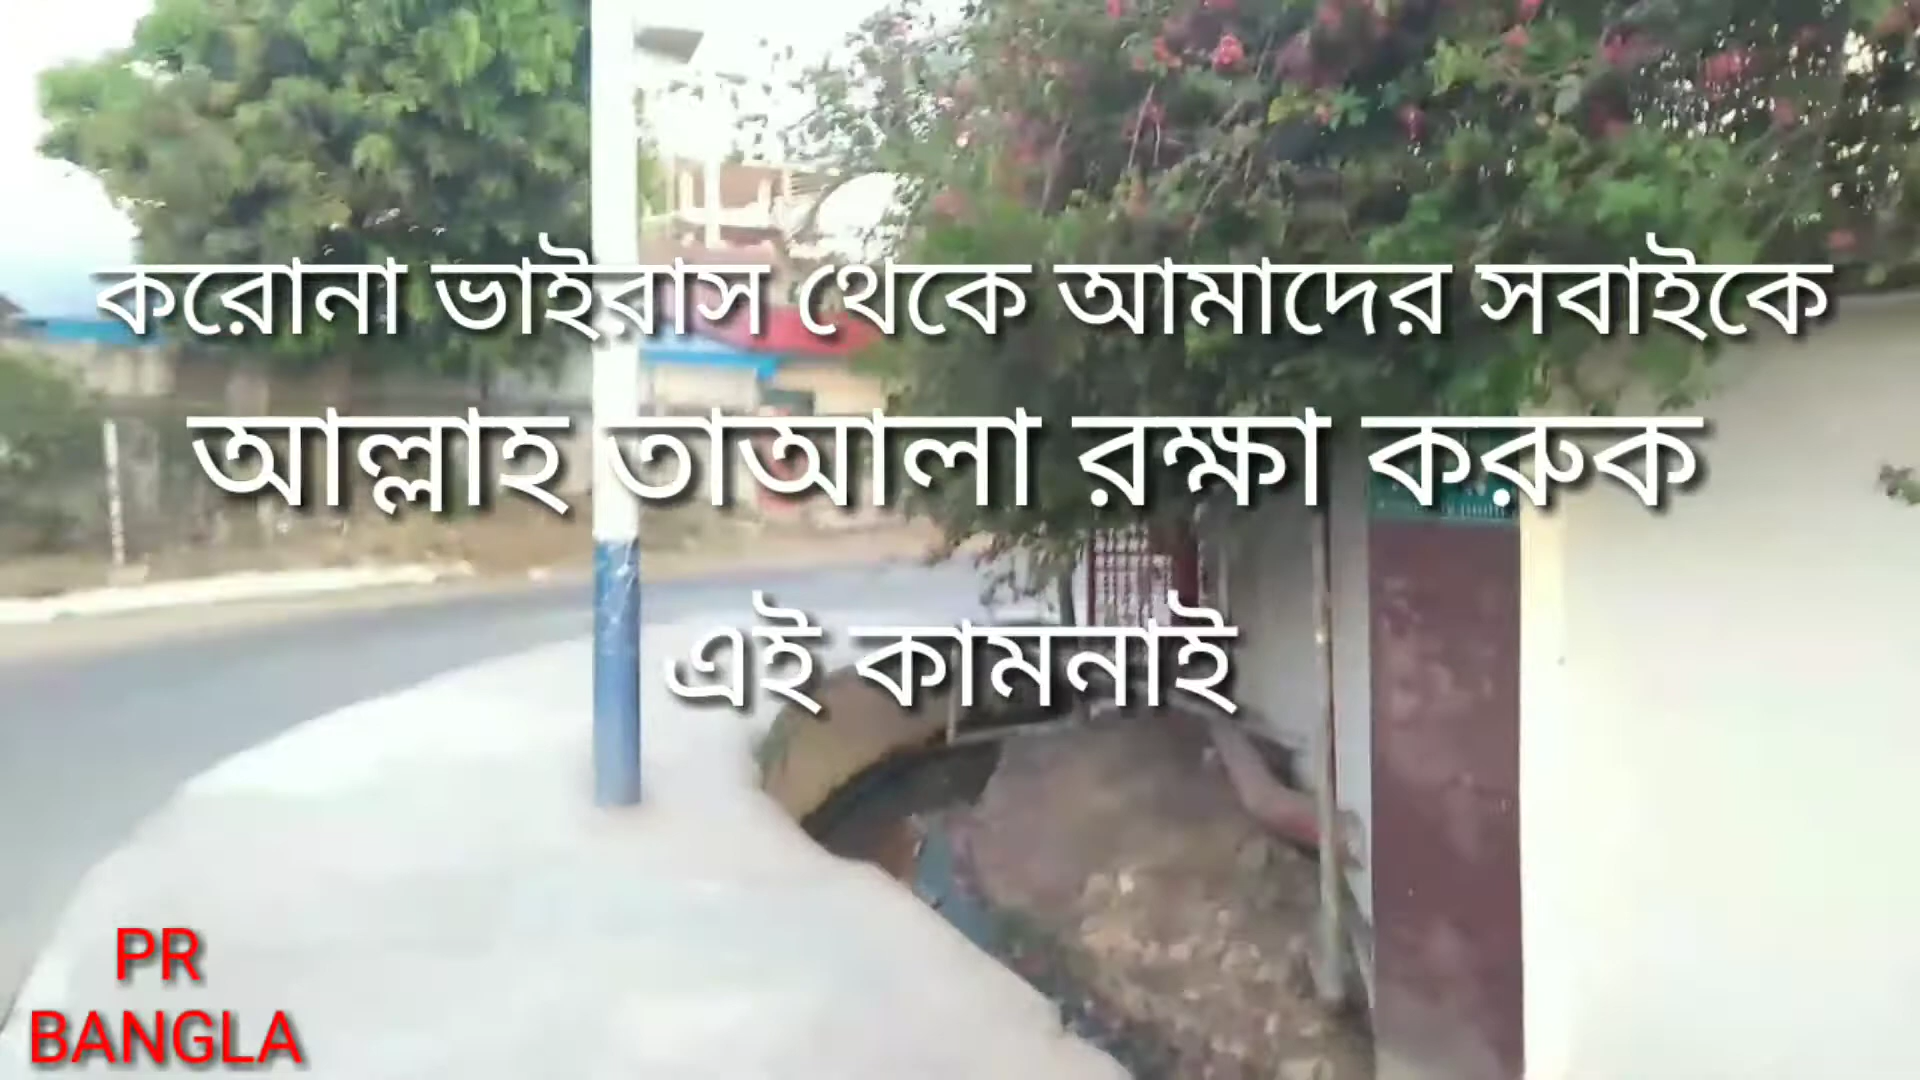 করোনা ভাইরাস থেকে আমাদের সবাইকে
আল্লাহ তাআলা রক্ষা করুক
এই কামনাই
PR
BANGLA